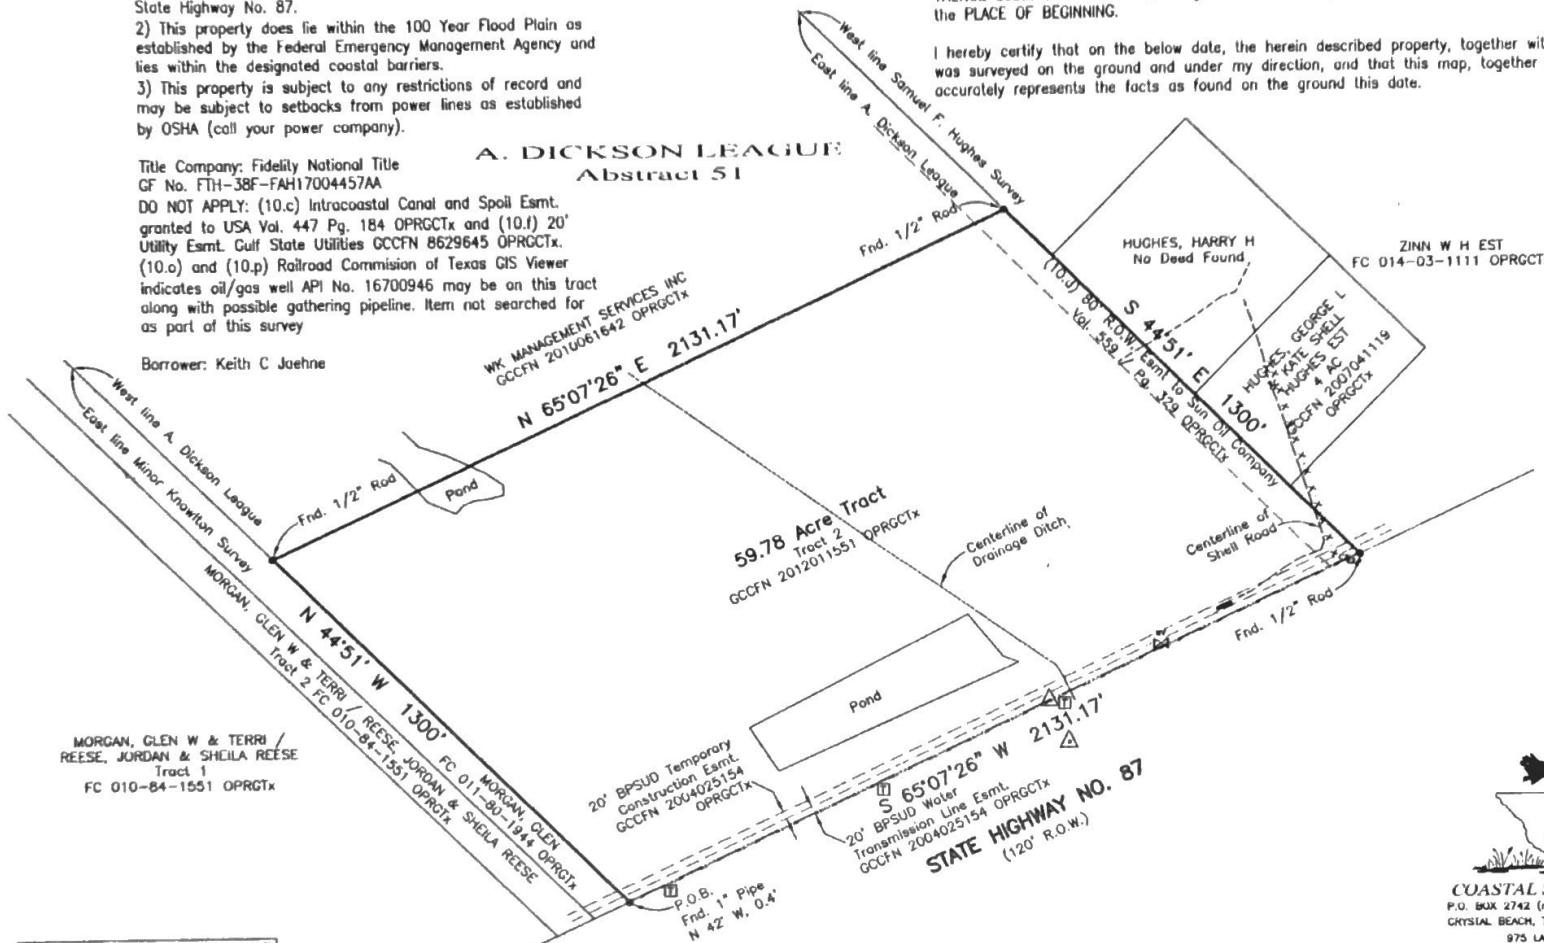 State Highway No. 87.
2) This property does lie within the 100 Year Flood Plain as
established by the Federal Emergency Management Agency and
lies within the designated coastal barriers.
3) This property is subject to any restrictions of record and
may be subject to setbacks from power lines as established
by OSHA (call your power company).
Title Company: Fidelily National Title
GF No. FTH-38F-FAH17004457AA
DO NOT APPLY: (10.c) Intracoastal Canal and Spoil Esmt.
granted to USA Vol. 447 Pg. 184 OPRGCTx and (10.f) 20'
Utility Esmt. Gulf State Utilities GCCFN 8629645 OPRGCTx.
(10.o) and (10.p) Railroad Commision of Texas GIS Viewer
indicates oil/gas well API No. 16700946 may be on this tract
along with possible gathering pipeline. Item not searched for
as part of this survey
Borrower: Keith C Juehne
the PLACE OF BEGINNING.
I hereby certify that on the below date, the herein described property, together wit
was surveyed on the ground and under my direction, and that this map, together
accurately represents the facts as found on the ground this date.
A. DICKSON LEAGUE
Abstract 51
West line Samuel F. Hughes Survey
East line A. Dickson League
Fnd. 1/2" Rod
HUGHES, HARRY H
No Deed Found
ZINN W H EST
FC 014-03-1111 OPRGCT
HUGHES, GEORGE L
& KATE SHELL
HUGHES EST
4 AC
GCCFN 2007041119
OPRGCTx
S 44°51' E 1300'
(10.d) 80' R.O.W. Esmt to Sun Oil Company
Vol. 559 / Pg. 329 OPRGCTx
WK MANAGEMENT SERVICES INC
GCCFN 2010061642 OPRGCTx
N 65°07'26" E 2131.17'
West line A. Dickson League
East line Minor Knowlton Survey
Fnd. 1/2" Rod
Pond
59.78 Acre Tract
Tract 2
GCCFN 2012011551 OPRGCTx
Centerline of
Drainage Ditch
Centerline of
Shell Road
Fnd. 1/2" Rod
N 44°51' W 1300'
MORGAN, GLEN
FC 011-80-1944 OPRGCTx
MORGAN, GLEN W & TERRI / REESE, JORDAN & SHEILA REESE
Tract 2 FC 010-84-1551 OPRGCTx
MORGAN, GLEN W & TERRI /
REESE, JORDAN & SHEILA REESE
Tract 1
FC 010-84-1551 OPRGTx
Pond
20' BPSUD Temporary
Construction Esmt.
GCCFN 2004025154
OPRGCTx
S 65°07'26" W 2131.17'
20' BPSUD Water
Transmission Line Esmt.
GCCFN 2004025154 OPRGCTx
STATE HIGHWAY NO. 87
(120' R.O.W.)
P.O.B.
Fnd. 1" Pipe
N 42° W, 0.4'
T
T
T
COASTAL
P.O. BOX 2742
CRYSTAL BEACH, T
975 LA